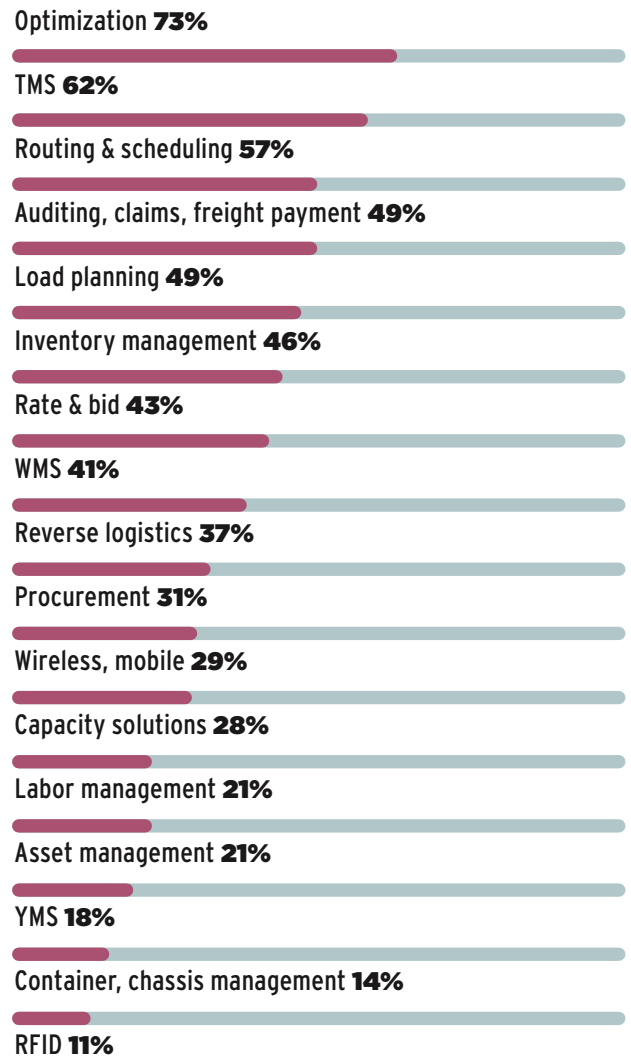 Optimization 73%
TMS 62%
Routing & scheduling 57%
Auditing, claims, freight payment 49%
Load planning 49%
Inventory management 46%
Rate & bid 43%
WMS 41%
Reverse logistics 37%
Procurement 31%
Wireless, mobile 29%
Capacity solutions 28%
Labor management 21%
Asset management 21%
YMS 18%
Container, chassis management 14%
RFID 11%